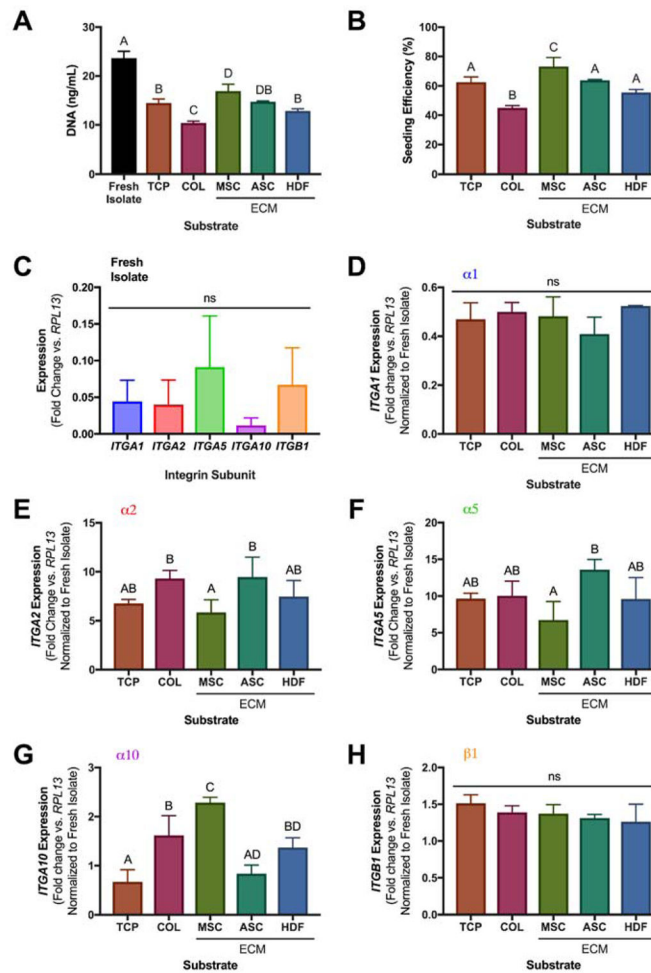 A
DNA (ng/mL)
30
20
10
0
A
B
C
D
DB
B
Fresh Isolate
TCP
COL
MSC
ASC
HDF
ECM
Substrate
B
Seeding Efficiency (%)
100
80
60
40
20
0
A
B
C
A
A
TCP
COL
MSC
ASC
HDF
ECM
Substrate
C
Fresh
Isolate
Expression
(Fold Change vs. RPL13)
0.20
0.15
0.10
0.05
0.00
ns
ITGA1
ITGA2
ITGA5
ITGA10
ITGB1
Integrin Subunit
D
α1
ITGA1 Expression
(Fold Change vs. RPL13
Normalized to Fresh Isolate)
0.6
0.4
0.2
0.0
ns
TCP
COL
MSC
ASC
HDF
ECM
Substrate
E
α2
ITGA2 Expression
(Fold Change vs. RPL13
Normalized to Fresh Isolate)
15
10
5
0
AB
B
A
B
AB
TCP
COL
MSC
ASC
HDF
ECM
Substrate
F
α5
ITGA5 Expression
(Fold Change vs. RPL13
Normalized to Fresh Isolate)
20
15
10
5
0
AB
AB
A
B
AB
TCP
COL
MSC
ASC
HDF
ECM
Substrate
G
α10
ITGA10 Expression
(Fold change vs. RPL13
Normalized to Fresh Isolate)
3
2
1
0
A
B
C
AD
BD
TCP
COL
MSC
ASC
HDF
ECM
Substrate
H
β1
ITGB1 Expression
(Fold change vs. RPL13
Normalized to Fresh Isolate)
2.0
1.5
1.0
0.5
0.0
ns
TCP
COL
MSC
ASC
HDF
ECM
Substrate